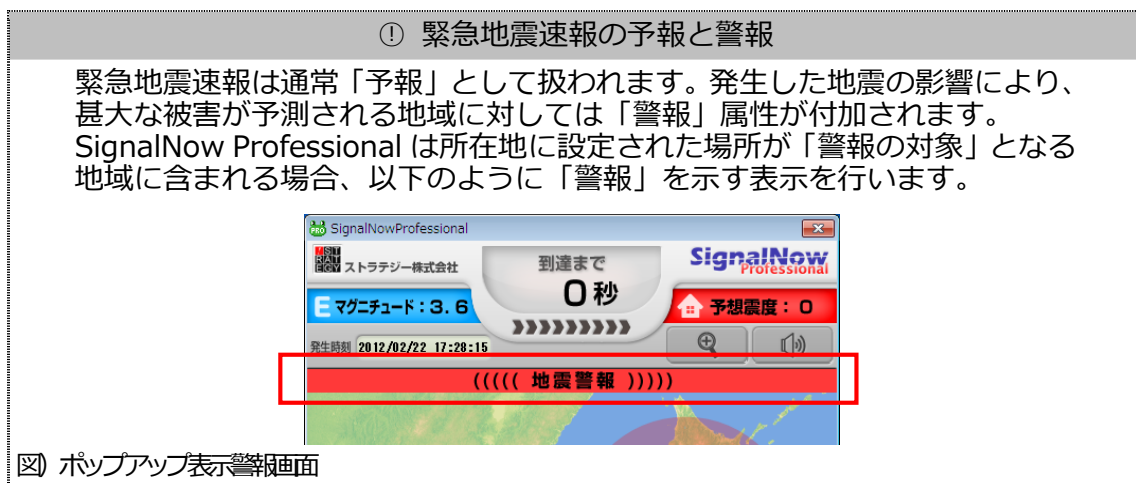 ① 緊急地震速報の予報と警報
緊急地震速報は通常「予報」として扱われます。発生した地震の影響により、
甚大な被害が予測される地域に対しては「警報」属性が付加されます。
SignalNow Professional は所在地に設定された場所が「警報の対象」となる
地域に含まれる場合、以下のように「警報」を示す表示を行います。
PRO SignalNowProfessional
STRATEGY ストラテジー株式会社
到達まで
0秒
SignalNow
Professional
E マグニチュード：3.6
予想震度：0
発生時刻 2012/02/22 17:28:15
((((( 地震警報 )))))
図) ポップアップ表示警報画面